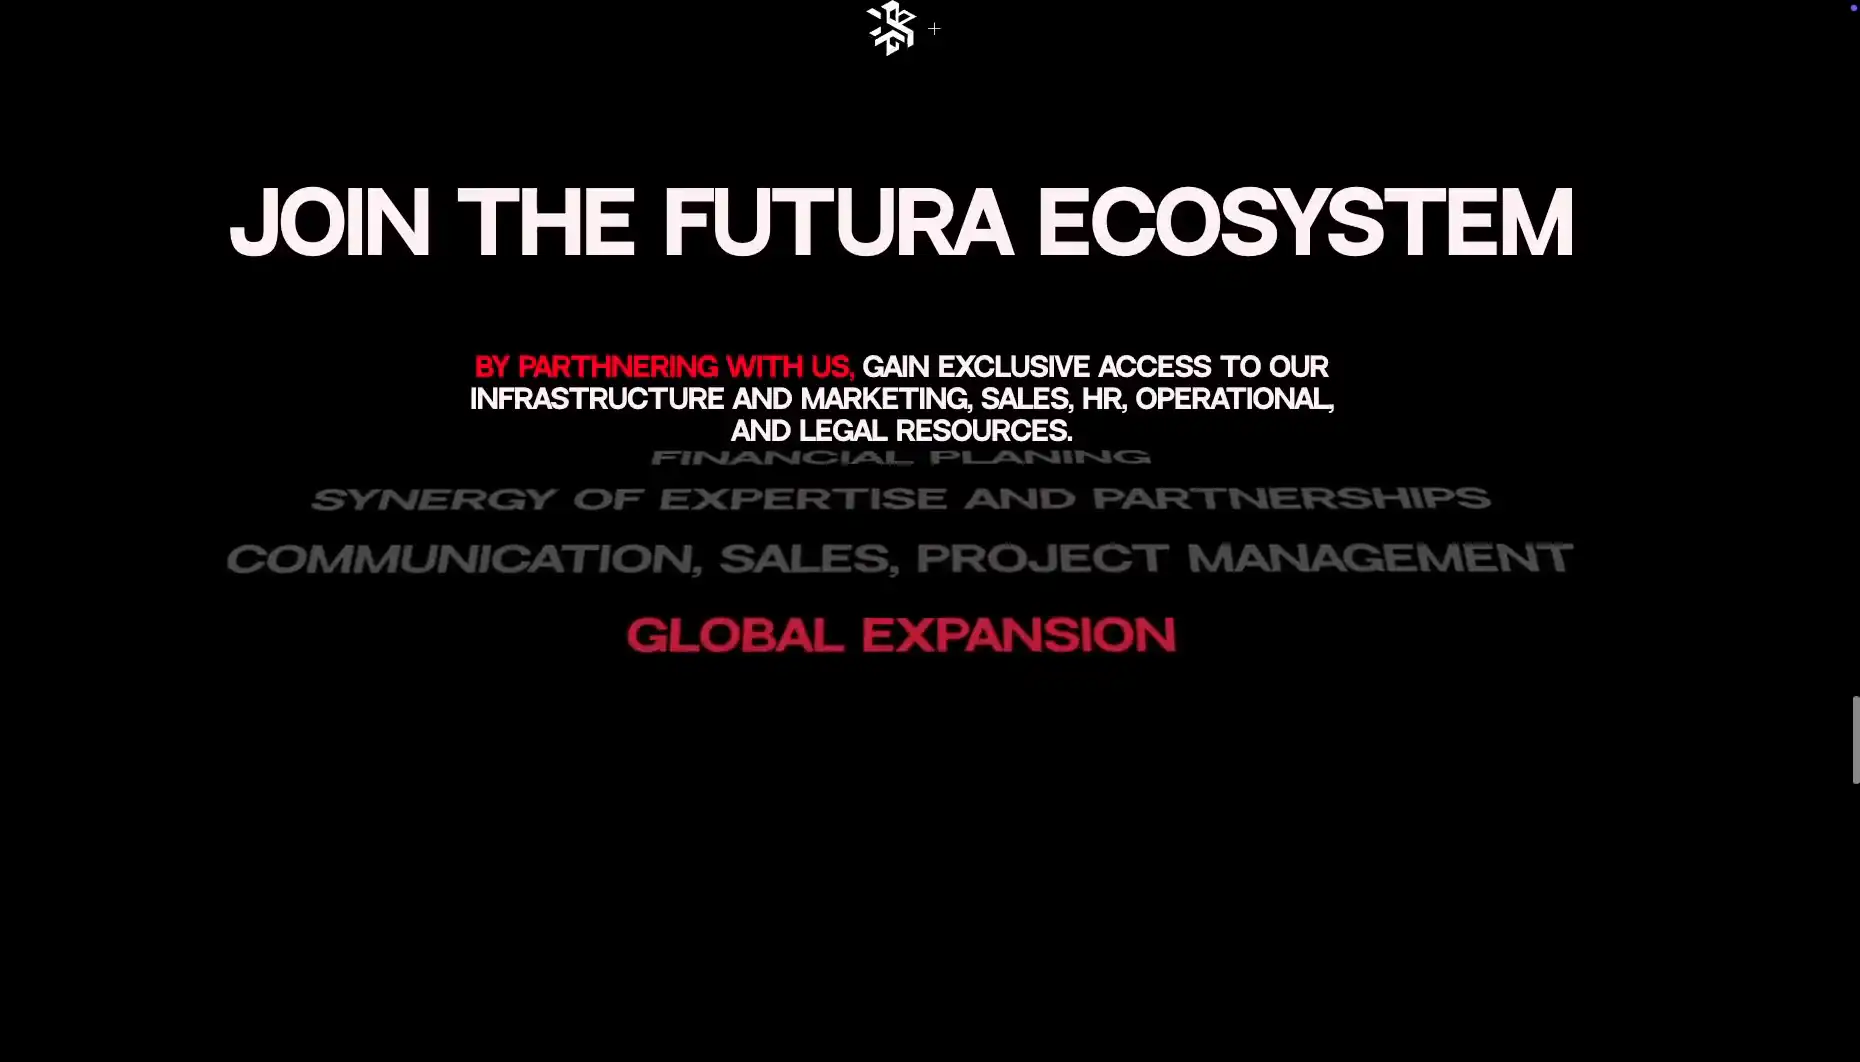 JOIN THE FUTURA ECOSYSTEM
BY PARTHNERING WITH US, GAIN EXCLUSIVE ACCESS TO OUR
INFRASTRUCTURE AND MARKETING, SALES, HR, OPERATIONAL,
AND LEGAL RESOURCES.
FINANCIAL PLANING
SYNERGY OF EXPERTISE AND PARTNERSHIPS
COMMUNICATION, SALES, PROJECT MANAGEMENT
GLOBAL EXPANSION